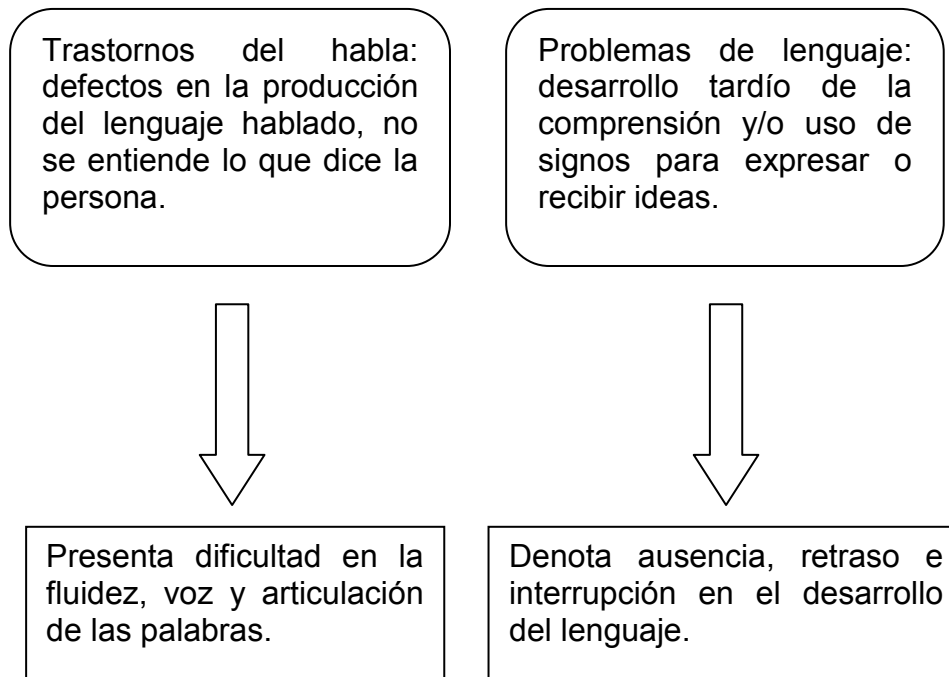 Trastornos del habla:
defectos en la producción
del lenguaje hablado, no
se entiende lo que dice la
persona.
Problemas de lenguaje:
desarrollo tardío de la
comprensión y/o uso de
signos para expresar o
recibir ideas.
Presenta dificultad en la
fluidez, voz y articulación
de las palabras.
Denota ausencia, retraso e
interrupción en el desarrollo
del lenguaje.